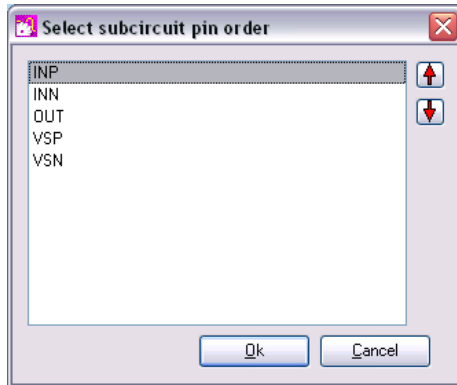 Select subcircuit pin order
INP
INN
OUT
VSP
VSN
Ok
Cancel